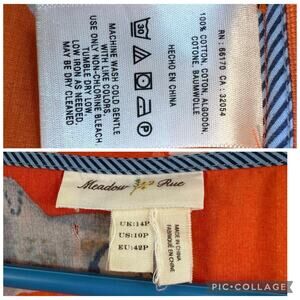 RN : 66170 CA : 32054
100% COTTON, COTON, ALGODÓN,
COTONE, BAUMWOLLE
HECHO EN CHINA
MACHINE WASH COLD GENTLE
WITH LIKE COLORS,
USE ONLY NON-CHLORINE BLEACH
TUMBLE DRY LOW,
LOW IRON AS NEEDED
MAY BE DRY CLEANED
Meadow Rue
UK:14P
US:10P
EU:42P
MADE IN CHINA
FABRIQUÉ EN CHINE
PIC•COLLAGE